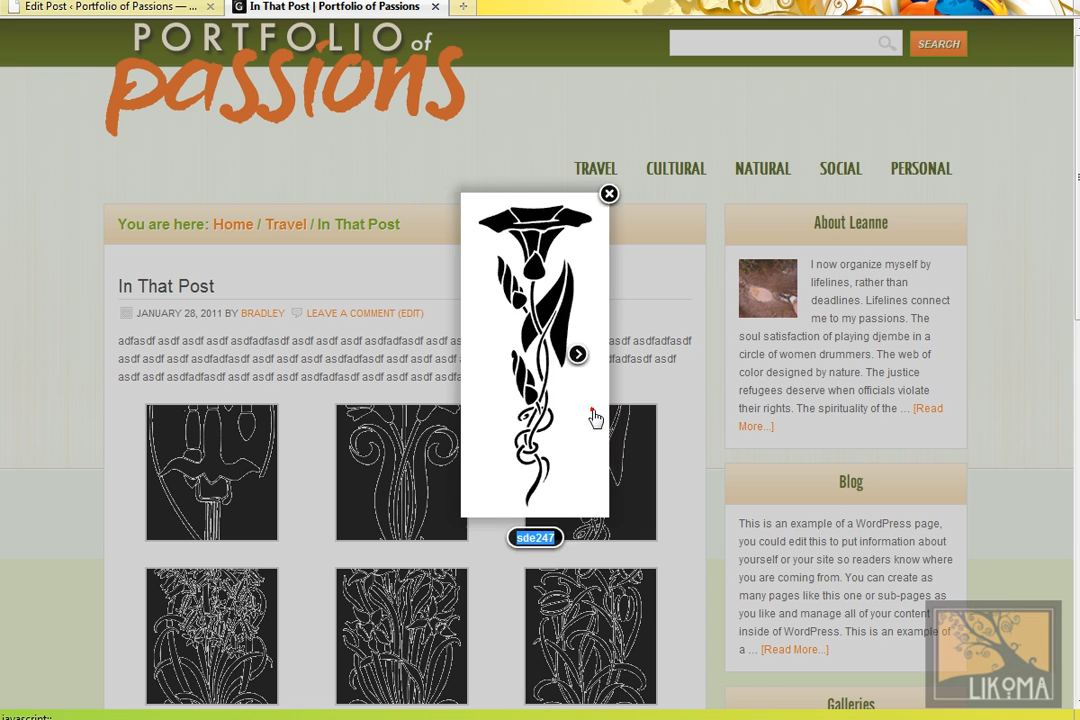 Edit Post ‹ Portfolio of Passions — ...
In That Post | Portfolio of Passions
PORTFOLIO of
passions
SEARCH
TRAVEL CULTURAL NATURAL SOCIAL PERSONAL
You are here: Home / Travel / In That Post
In That Post
JANUARY 28, 2011 BY BRADLEY LEAVE A COMMENT (EDIT)
adfasdf asdf asdf asdf asdfadfasdf asdf asdf asdf asdfadfasdf asdf as
asdfadfasdf
asdf asdf asdfadfasdf asdf asdf asdf asdfadfasdf asdf asdf asdf
dfadfasdf asdf
asdf asdf asdfadfasdf asdf asdf asdf asdfadfasdf asdf asdf asdf asdf
sde247
About Leanne
I now organize myself by
lifelines, rather than
deadlines. Lifelines connect
me to my passions. The
soul satisfaction of playing djembe in a
circle of women drummers. The web of
color designed by nature. The justice
refugees deserve when officials violate
their rights. The spirituality of the ... [Read
More...]
Blog
This is an example of a WordPress page,
you could edit this to put information about
yourself or your site so readers know where
you are coming from. You can create as
many pages like this one or sub-pages as
you like and manage all of your content
inside of WordPress. This is an example of
a ... [Read More...]
Galleries
LIKOMA
javascript:;